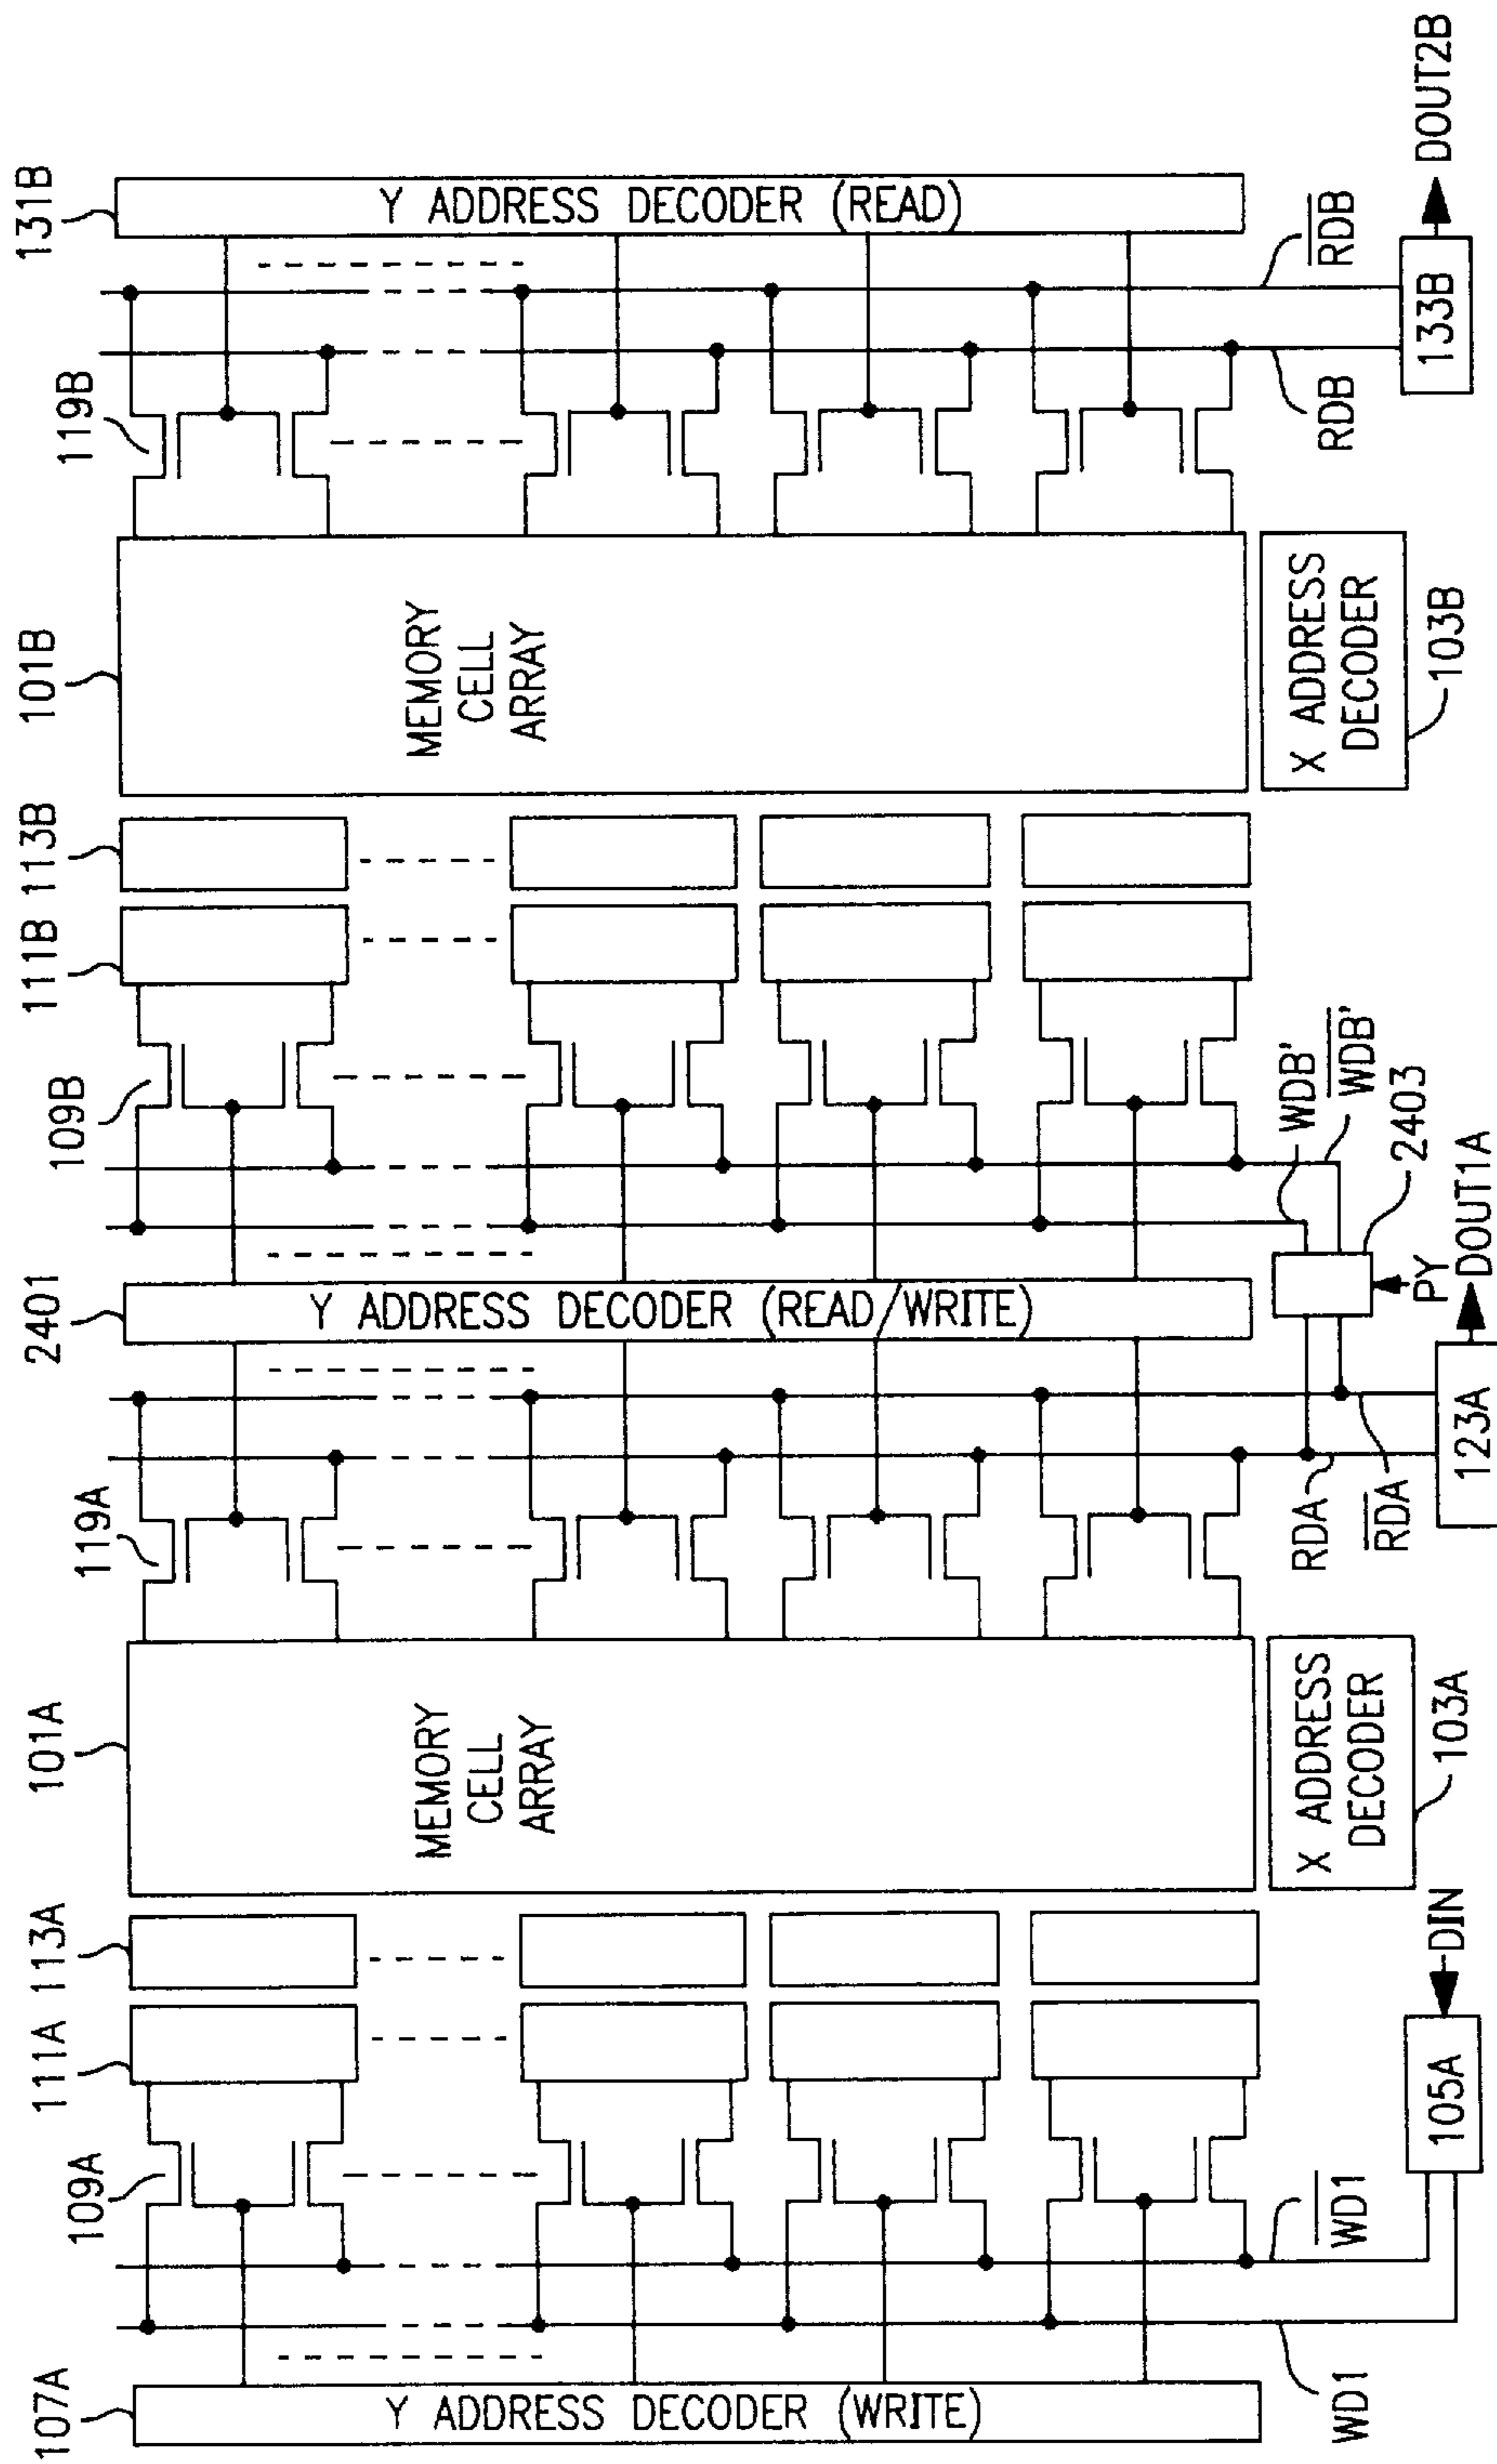 107A
Y ADDRESS DECODER (WRITE)
WD1
WD1
109A
111A
113A
105A
DIN
101A
MEMORY
CELL
ARRAY
X ADDRESS
DECODER
103A
119A
RDA
RDA
123A
DOUT1A
2401
Y ADDRESS DECODER (READ/WRITE)
PY
2403
WDB'
WDB'
109B
111B
113B
101B
MEMORY
CELL
ARRAY
X ADDRESS
DECODER
103B
119B
RDB
RDB
133B
DOUT2B
131B
Y ADDRESS DECODER (READ)